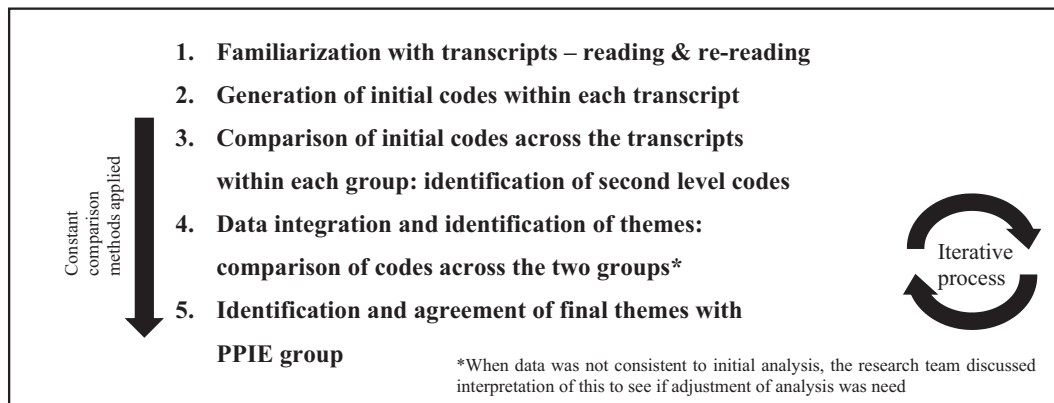 1. Familiarization with transcripts – reading & re-reading
2. Generation of initial codes within each transcript
3. Comparison of initial codes across the transcripts
within each group: identification of second level codes
4. Data integration and identification of themes:
comparison of codes across the two groups*
5. Identification and agreement of final themes with
PPIE group
Constant
comparison
methods applied
Iterative
process
*When data was not consistent to initial analysis, the research team discussed
interpretation of this to see if adjustment of analysis was need